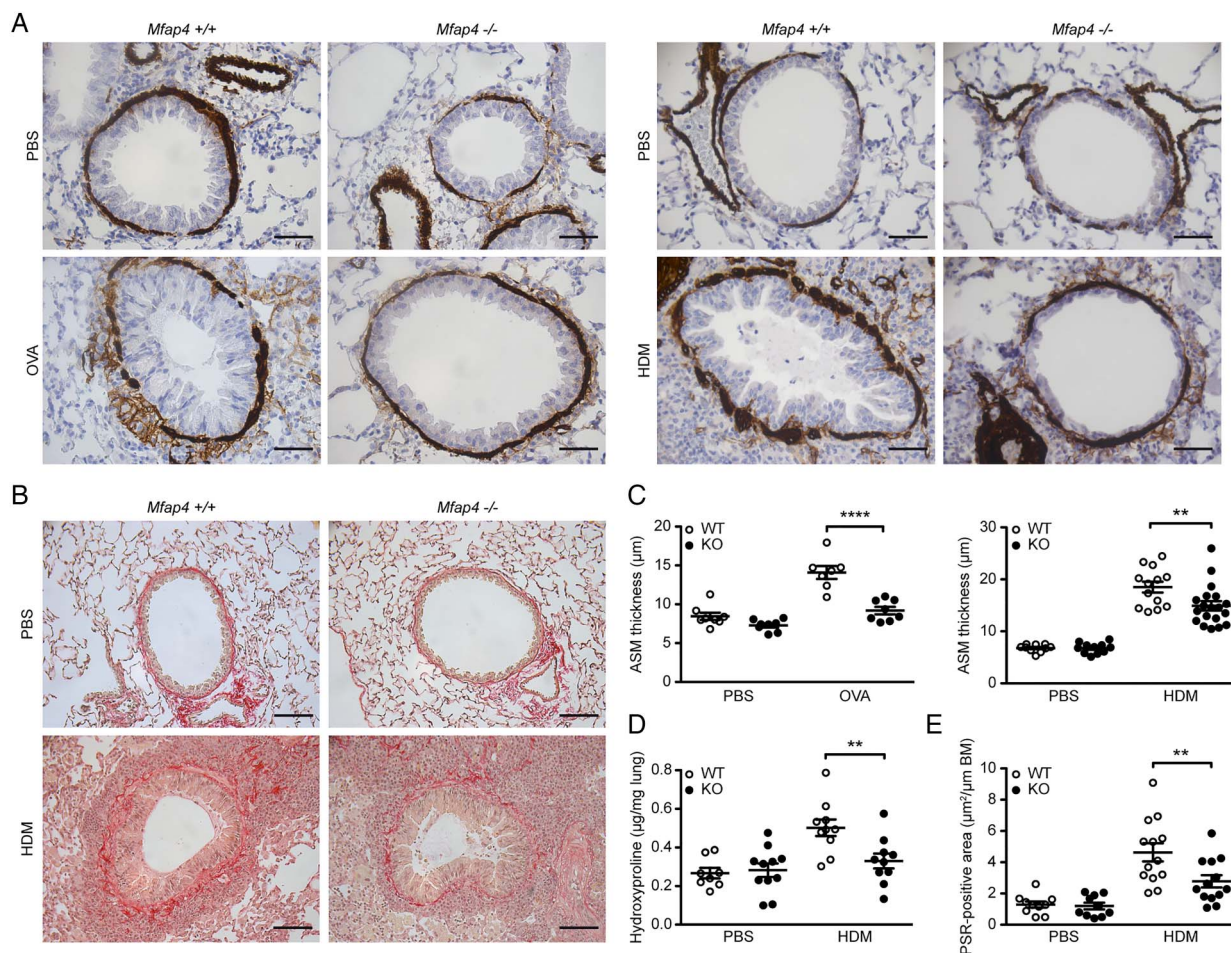 A
Mfap4 +/+
Mfap4 -/-
Mfap4 +/+
Mfap4 -/-
PBS
PBS
OVA
HDM
B
Mfap4 +/+
Mfap4 -/-
PBS
HDM
C
ASM thickness (µm)
20
15
10
5
0
WT
KO
****
PBS
OVA
ASM thickness (µm)
30
20
10
0
WT
KO
**
PBS
HDM
D
Hydroxyproline (µg/mg lung)
0.8
0.6
0.4
0.2
0.0
WT
KO
**
PBS
HDM
E
PSR-positive area (µm²/µm BM)
10
8
6
4
2
0
WT
KO
**
PBS
HDM